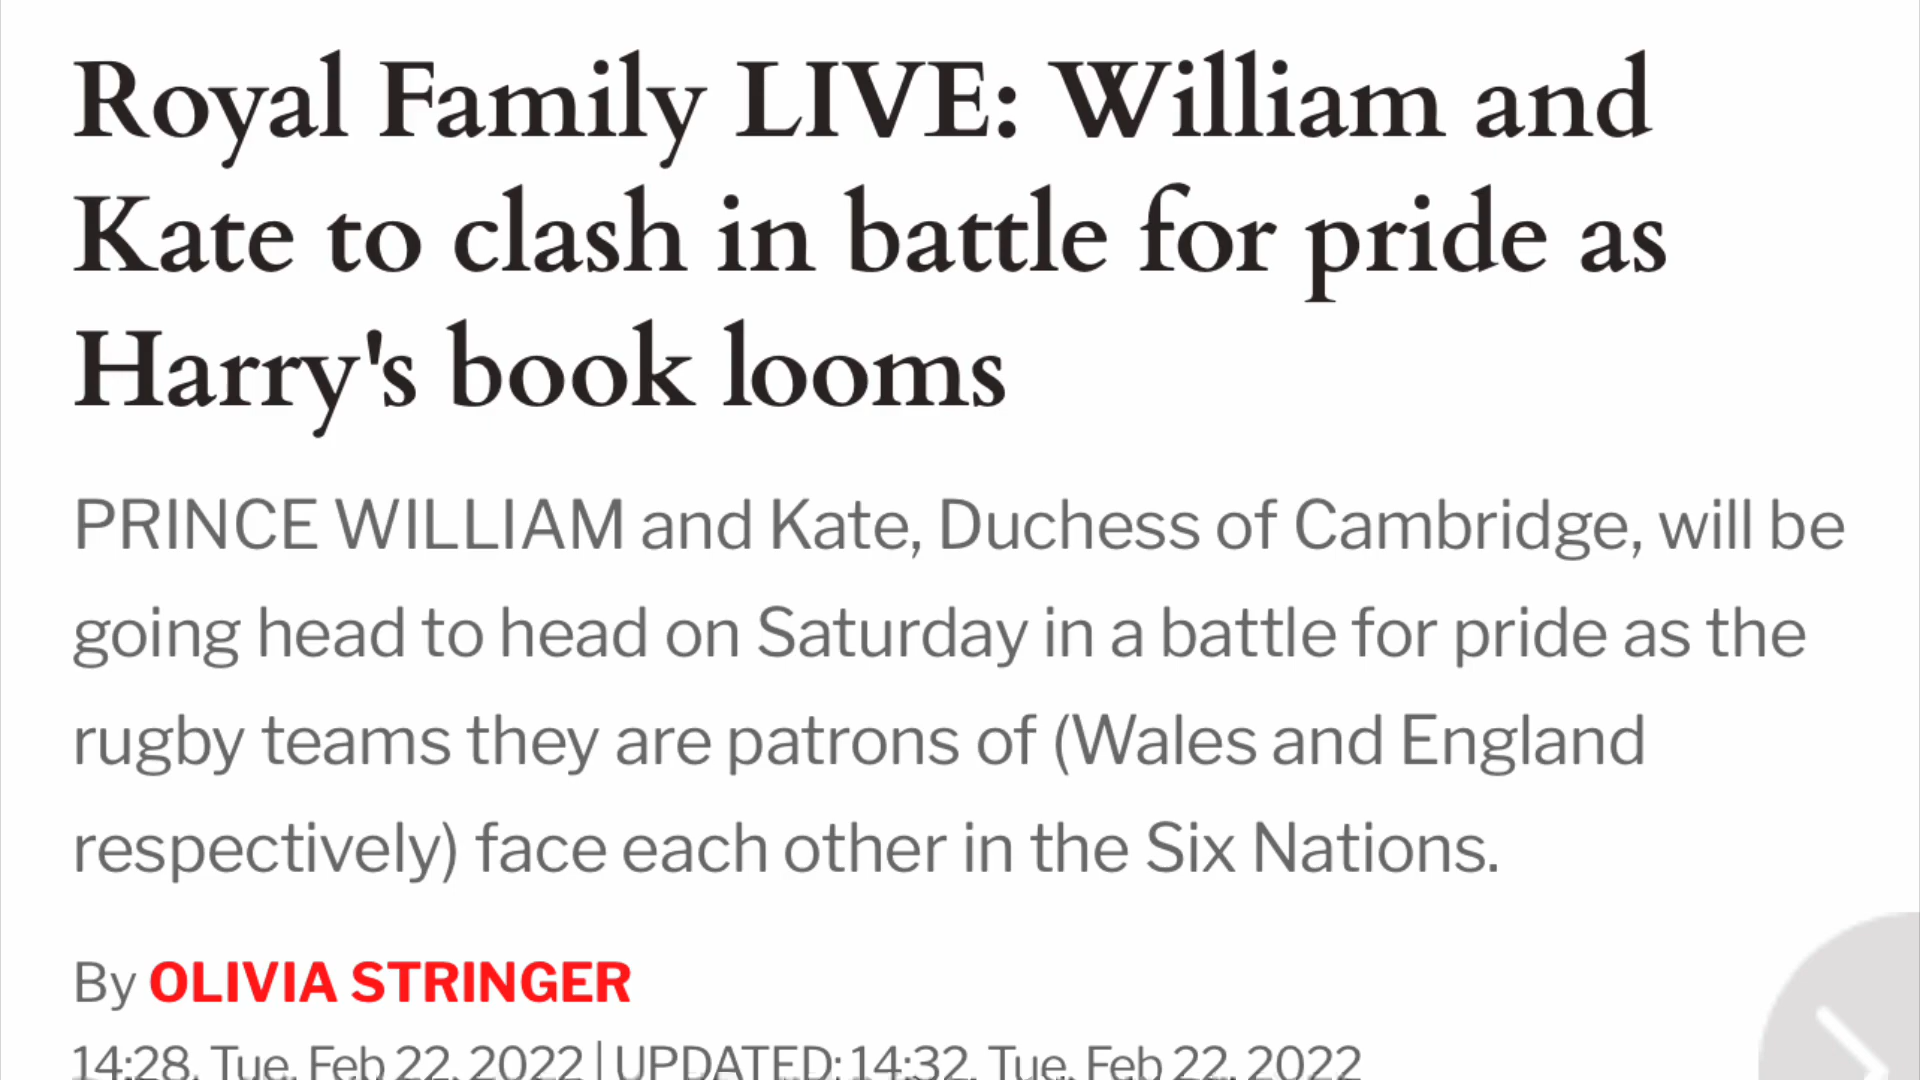 Royal Family LIVE: William and
Kate to clash in battle for pride as
Harry's book looms
PRINCE WILLIAM and Kate, Duchess of Cambridge, will be
going head to head on Saturday in a battle for pride as the
rugby teams they are patrons of (Wales and England
respectively) face each other in the Six Nations.
By OLIVIA STRINGER
14:28, Tue, Feb 22, 2022 | UPDATED: 14:32, Tue, Feb 22, 2022